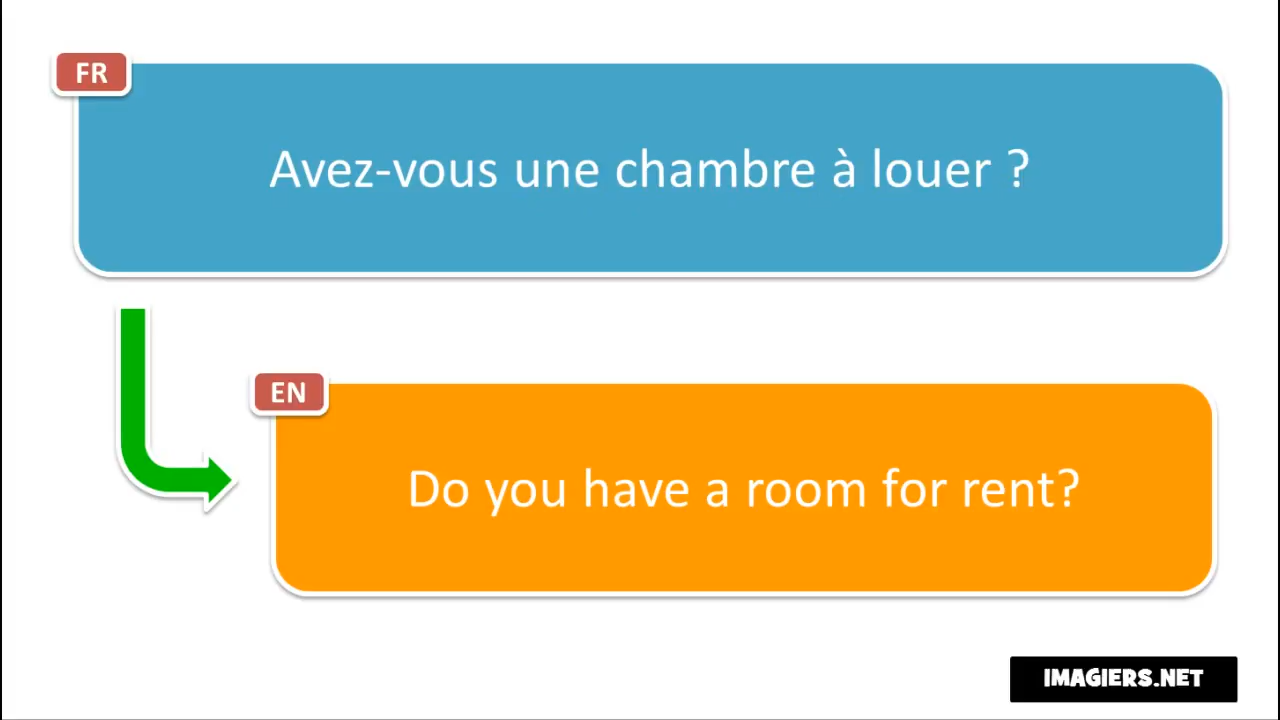 FR
Avez-vous une chambre à louer ?
EN
Do you have a room for rent?
IMAGIERS.NET